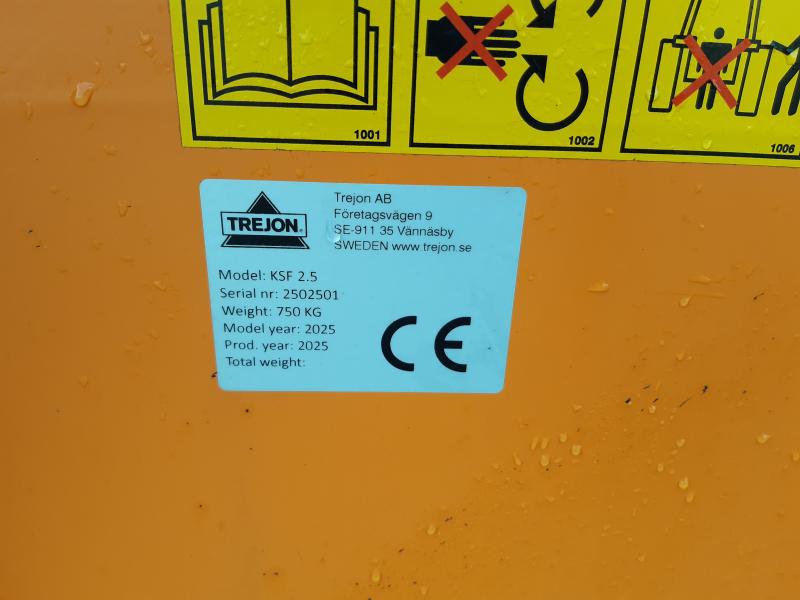 1001
1002
1006
TREJON®
Trejon AB
Företagsvägen 9
SE-911 35 Vännäsby
SWEDEN www.trejon.se
Model: KSF 2.5
Serial nr: 2502501
Weight: 750 KG
Model year: 2025
Prod. year: 2025
Total weight:
CE